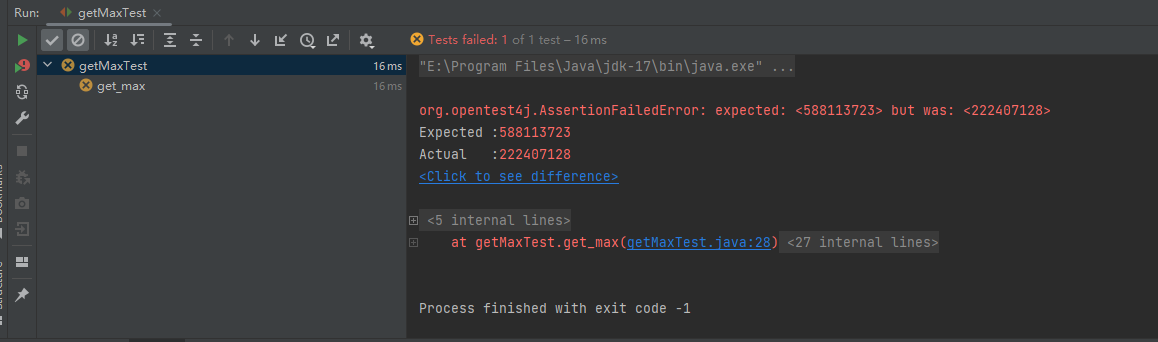 Run: getMaxTest ×
Tests failed: 1 of 1 test – 16 ms
getMaxTest 16 ms
get_max 16 ms
"E:\Program Files\Java\jdk-17\bin\java.exe" ...
org.opentest4j.AssertionFailedError: expected: <588113723> but was: <222407128>
Expected :588113723
Actual   :222407128
<Click to see difference>
<5 internal lines>
at getMaxTest.get_max(getMaxTest.java:28) <27 internal lines>
Process finished with exit code -1